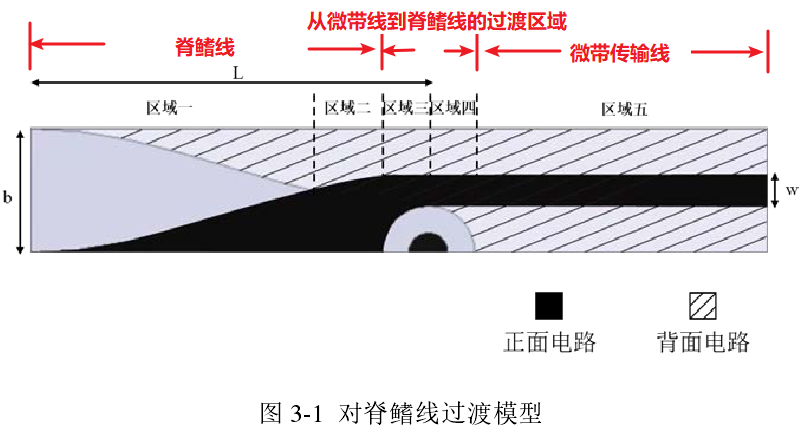 从微带线到脊鳍线的过渡区域
脊鳍线
微带传输线
L
区域一
区域二
区域三
区域四
区域五
b
w
正面电路
背面电路
图 3-1 对脊鳍线过渡模型